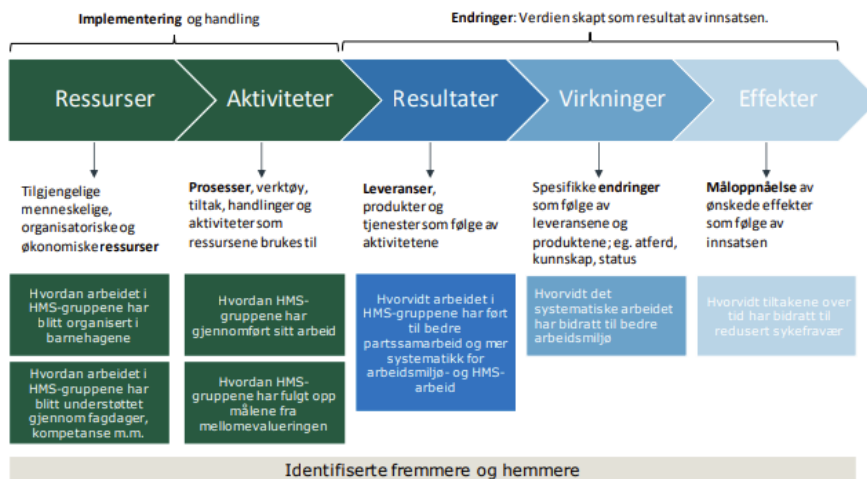 Implementering og handling
Endringer: Verdien skapt som resultat av innsatsen.
Ressurser
Aktiviteter
Resultater
Virkninger
Effekter
Tilgjengelige
menneskelige,
organisatoriske og
økonomiske ressurser
Prosesser, verktøy,
tiltak, handlinger og
aktiviteter som
ressursene brukes til
Leveranser,
produkter og
tjenester som følge av
aktivitetene
Spesifikke endringer
som følge av
leveransene og
produktene; eg. atferd,
kunnskap, status
Måloppnåelse av
ønskede effekter
som følge av
innsatsen
Hvordan arbeidet i
HMS-gruppene har
blitt organisert i
barnehagene
Hvordan HMS-
gruppene har
gjennomført sitt arbeid
Hvorvidt arbeidet i
HMS-gruppene har ført
til bedre
partssamarbeid og mer
systematikk for
arbeidsmiljø- og HMS-
arbeid
Hvorvidt det
systematiske arbeidet
har bidratt til bedre
arbeidsmiljø
Hvorvidt tiltakene over
tid har bidratt til
redusert sykefravær
Hvordan arbeidet i
HMS-gruppene har
blitt understøttet
gjennom fagdager,
kompetanse m.m.
Hvordan HMS-
gruppene har fulgt opp
målene fra
mellomevalueringen
Identifiserte fremmere og hemmere